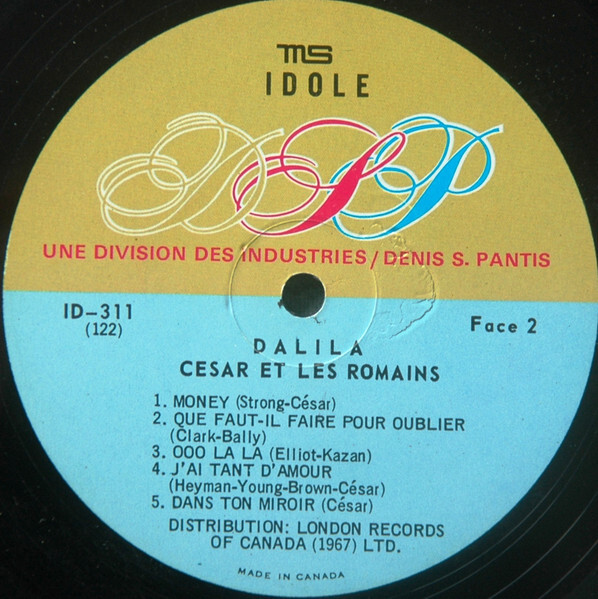 MS
IDOLE
DSP
UNE DIVISION DES INDUSTRIES/DENIS S. PANTIS
ID-311
(122)
Face 2
DALILA
CESAR ET LES ROMAINS
1. MONEY (Strong-César)
2. QUE FAUT-IL FAIRE POUR OUBLIER
(Clark-Bally)
3. OOO LA LA (Elliot-Kazan)
4. J'AI TANT D'AMOUR
(Heyman-Young-Brown-César)
5. DANS TON MIROIR (César)
DISTRIBUTION: LONDON RECORDS
OF CANADA (1967) LTD.
MADE IN CANADA